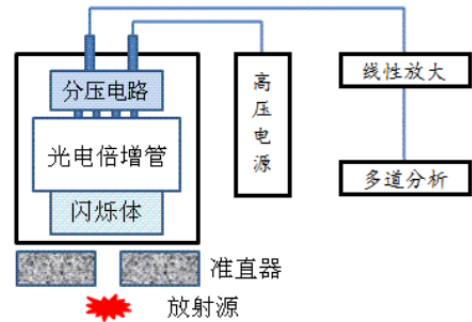 分压电路
光电倍增管
闪烁体
高压电源
线性放大
多道分析
准直器
放射源